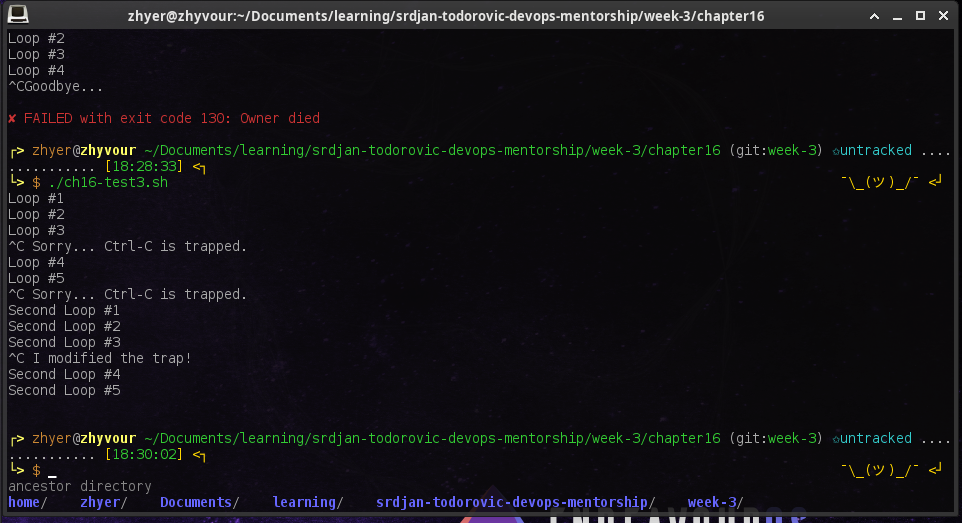 zhyer@zhyvour:~/Documents/learning/srdjan-todorovic-devops-mentorship/week-3/chapter16
Loop #2
Loop #3
Loop #4
^CGoodbye...
✘ FAILED with exit code 130: Owner died
┌> zhyer@zhyvour ~/Documents/learning/srdjan-todorovic-devops-mentorship/week-3/chapter16 (git:week-3) ✩untracked ....
........... [18:28:33] <┐
└> $ ./ch16-test3.sh ¯\_(ツ)_/¯ <┘
Loop #1
Loop #2
Loop #3
^C Sorry... Ctrl-C is trapped.
Loop #4
Loop #5
^C Sorry... Ctrl-C is trapped.
Second Loop #1
Second Loop #2
Second Loop #3
^C I modified the trap!
Second Loop #4
Second Loop #5
┌> zhyer@zhyvour ~/Documents/learning/srdjan-todorovic-devops-mentorship/week-3/chapter16 (git:week-3) ✩untracked ....
........... [18:30:02] <┐
└> $ _ ¯\_(ツ)_/¯ <┘
ancestor directory
home/ zhyer/ Documents/ learning/ srdjan-todorovic-devops-mentorship/ week-3/